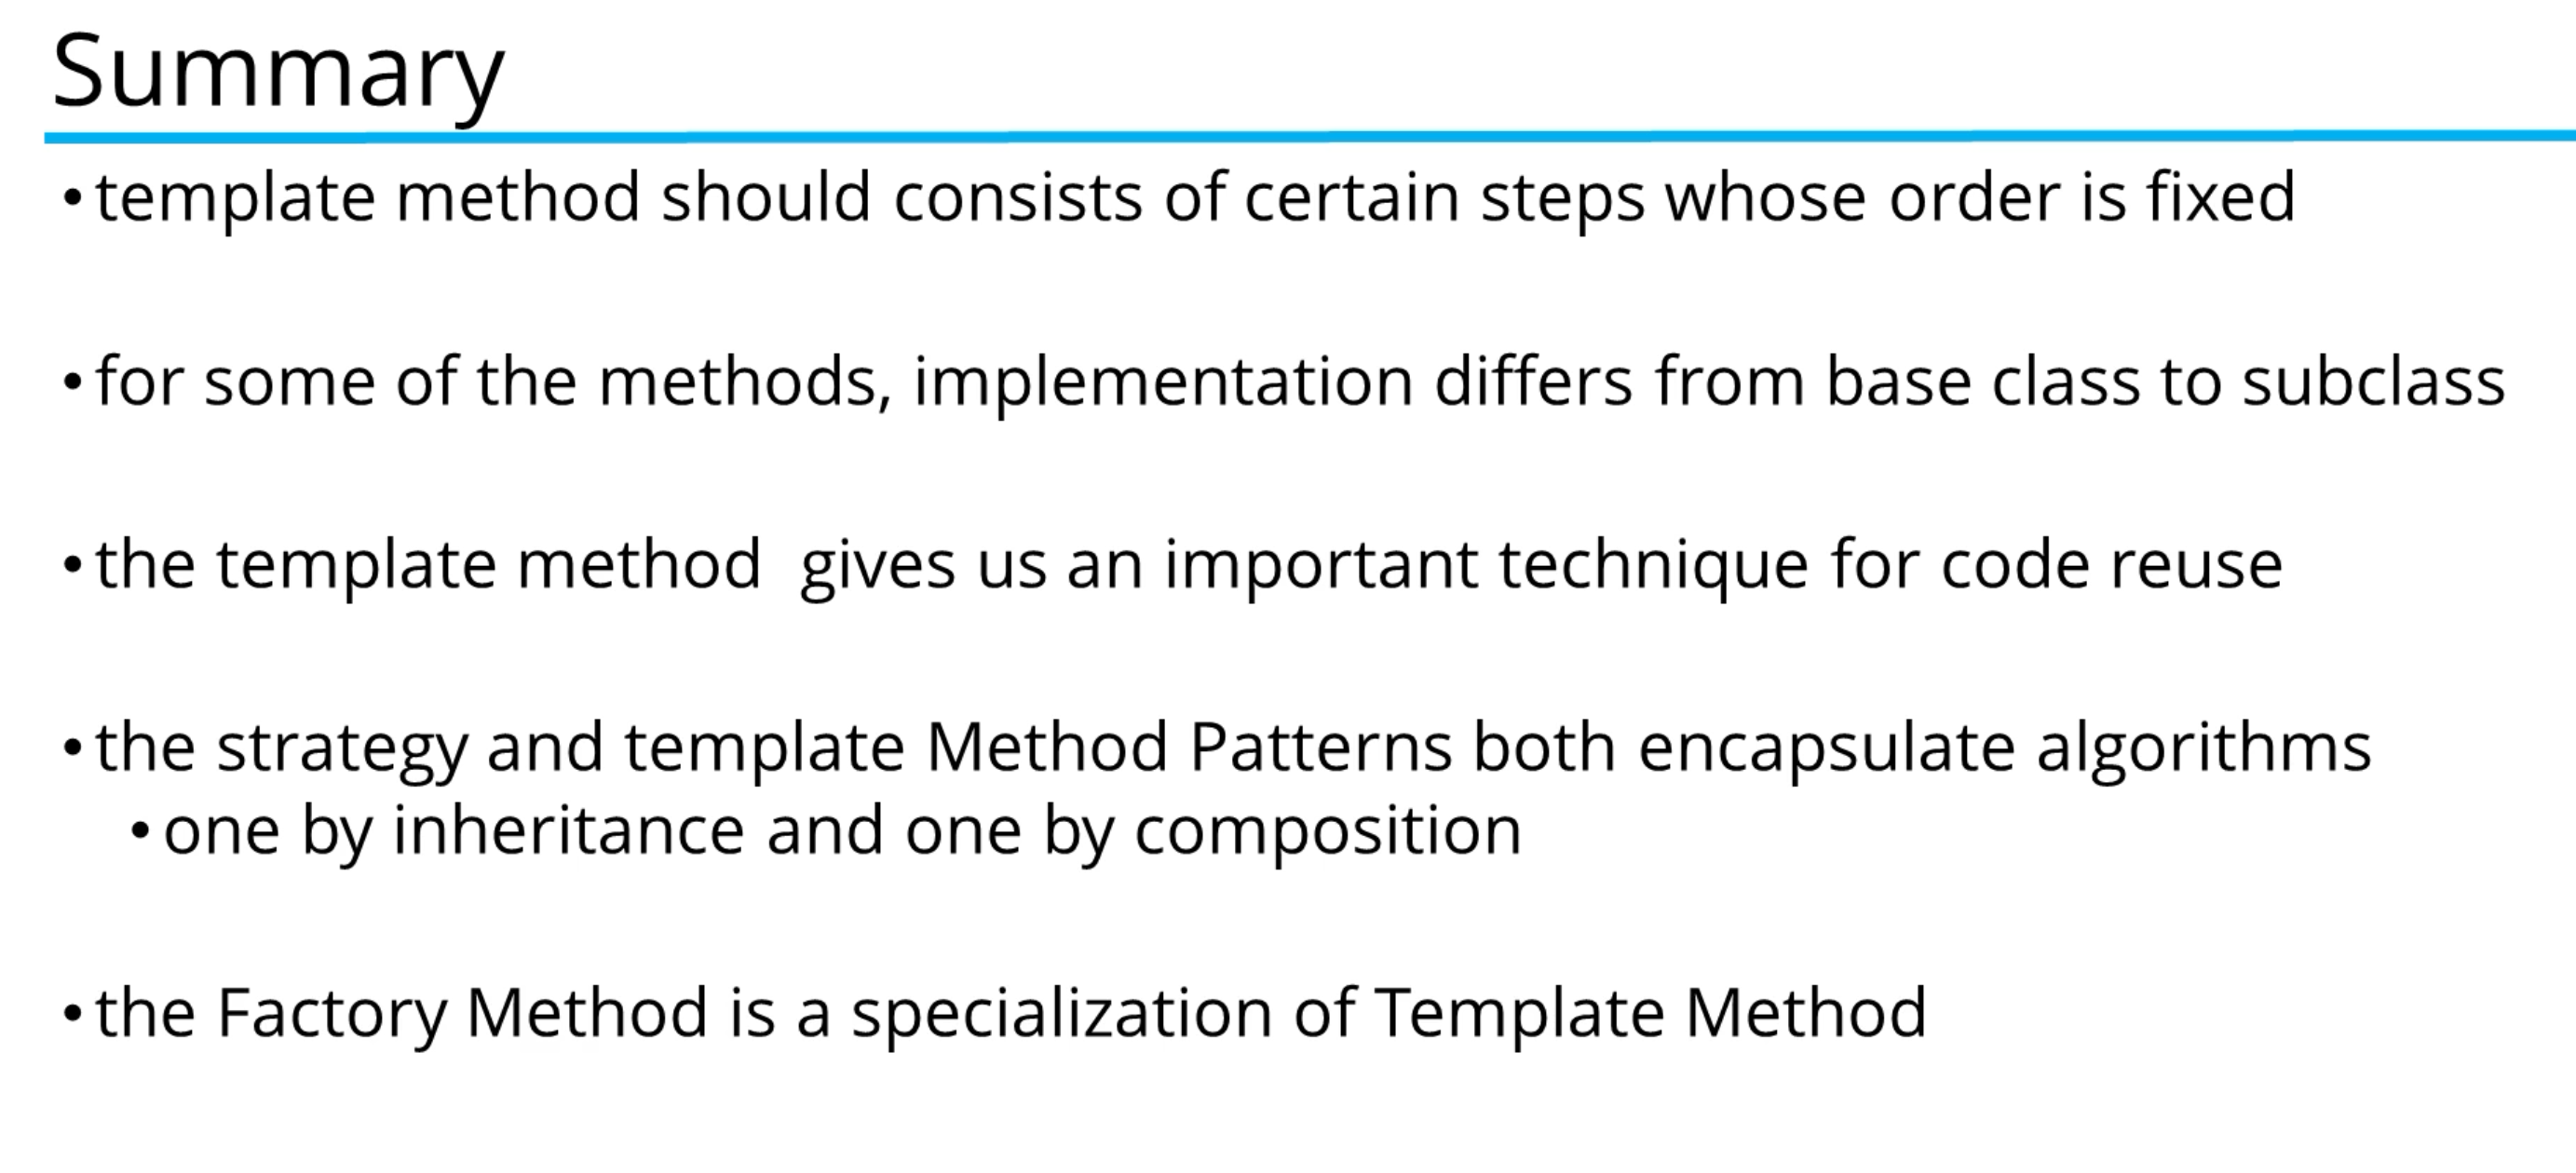 Summary
• template method should consists of certain steps whose order is fixed
• for some of the methods, implementation differs from base class to subclass
• the template method  gives us an important technique for code reuse
• the strategy and template Method Patterns both encapsulate algorithms
• one by inheritance and one by composition
• the Factory Method is a specialization of Template Method